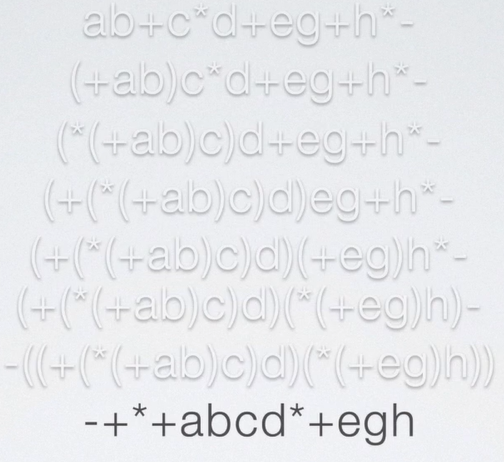 ab+c*d+eg+h*-
(+ab)c*d+eg+h*-
(*(+ab)c)d+eg+h*-
(+(*(+ab)c)d)eg+h*-
(+(*(+ab)c)d)(+eg)h*-
(+(*(+ab)c)d)(*(+eg)h)-
-((+(*(+ab)c)d)(*(+eg)h))
-+*+abcd*+egh